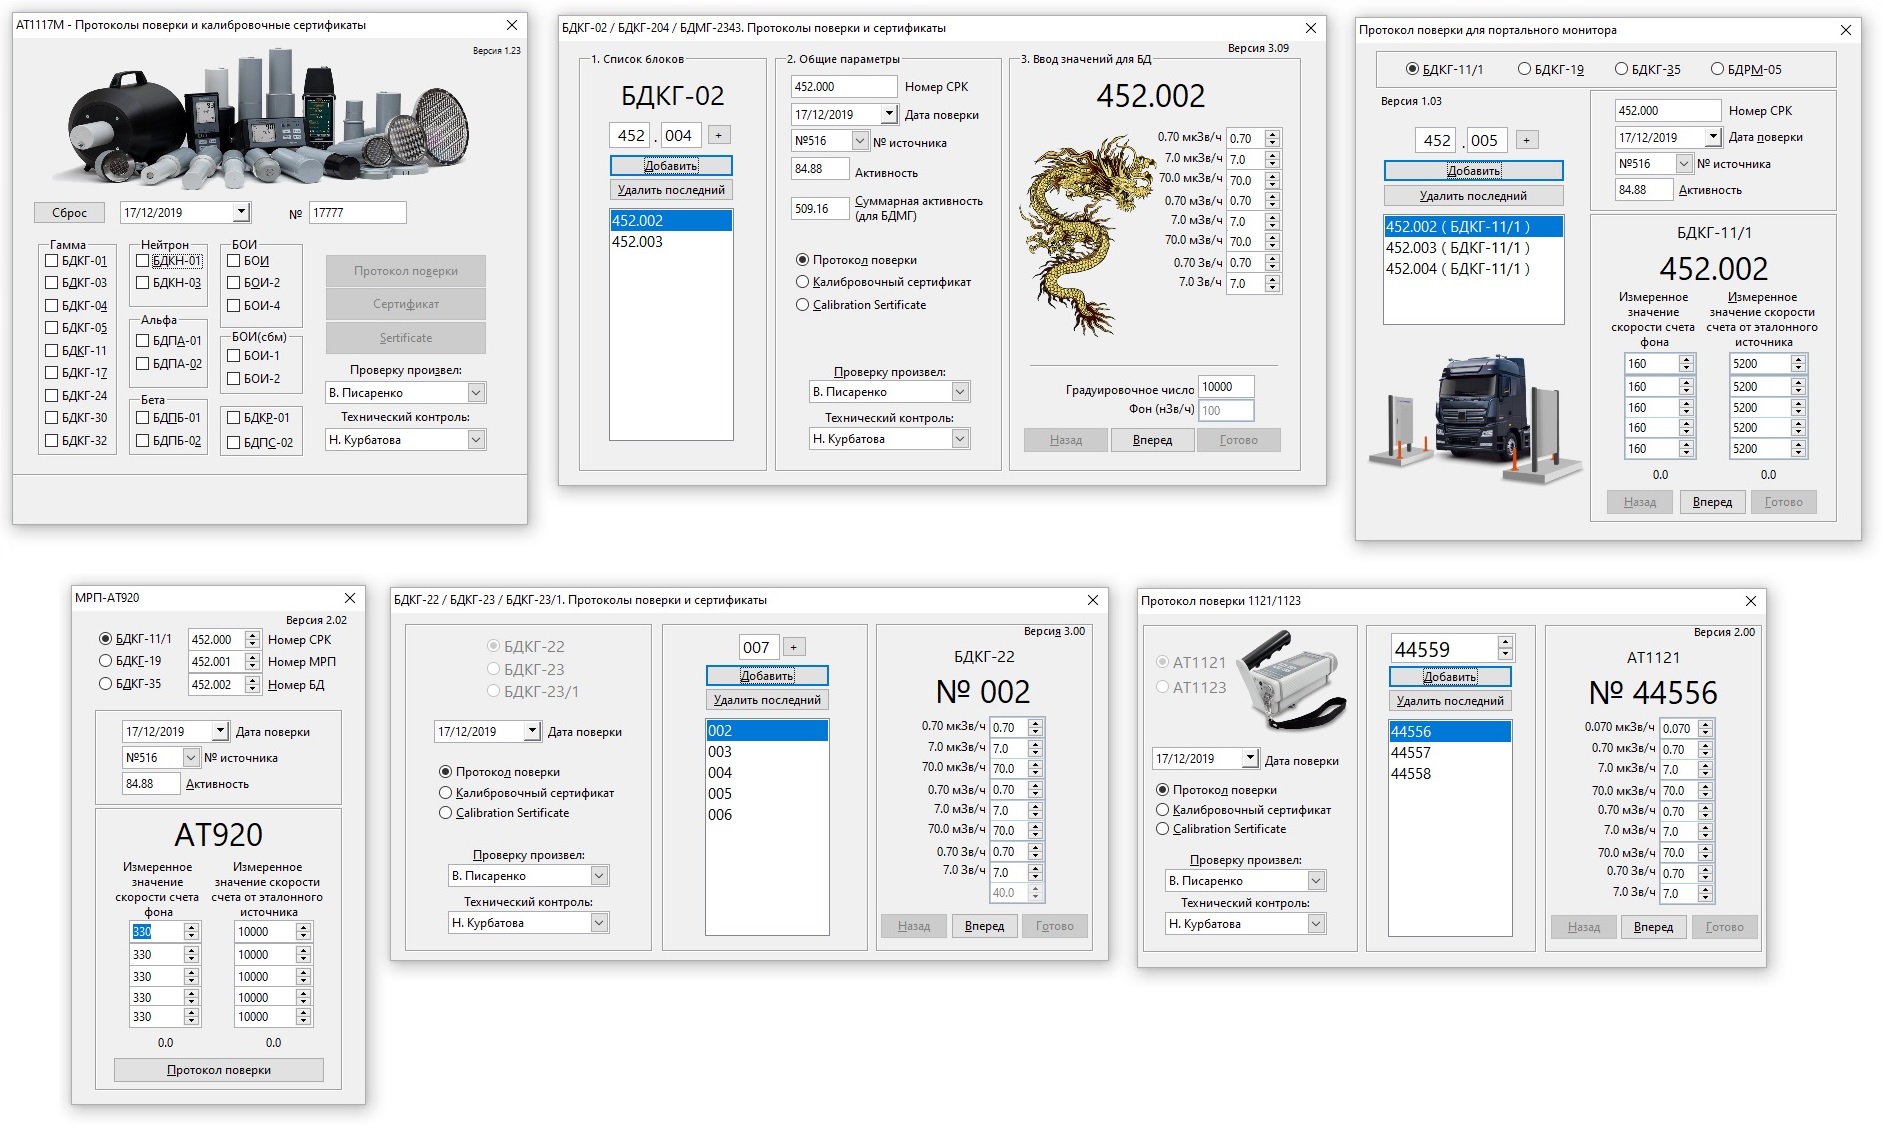 AT1117M - Протоколы поверки и калибровочные сертификаты
Версия 1.23
Сброс 17/12/2019 № 17777
Гамма
БДКГ-01
БДКГ-03
БДКГ-04
БДКГ-05
БДКГ-11
БДКГ-17
БДКГ-24
БДКГ-30
БДКГ-32
Нейтрон
БДКН-01
БДКН-03
Альфа
БДПА-01
БДПА-02
Бета
БДПБ-01
БДПБ-02
БОИ
БОИ
БОИ-2
БОИ-4
БОИ(сбм)
БОИ-1
БОИ-2
БДКР-01
БДПС-02
Протокол поверки
Сертификат
Sertificate
Проверку произвел:
В. Писаренко
Технический контроль:
Н. Курбатова
БДКГ-02 / БДКГ-204 / БДМГ-2343. Протоколы поверки и сертификаты
Версия 3.09
1. Список блоков
БДКГ-02
452 . 004 +
Добавить
Удалить последний
452.002
452.003
2. Общие параметры
452.000 Номер СРК
17/12/2019 Дата поверки
№516 № источника
84.88 Активность
509.16 Суммарная активность
(для БДМГ)
Протокол поверки
Калибровочный сертификат
Calibration Sertificate
Проверку произвел:
В. Писаренко
Технический контроль:
Н. Курбатова
3. Ввод значений для БД
452.002
0.70 мкЗв/ч 0.70
7.0 мкЗв/ч 7.0
70.0 мкЗв/ч 70.0
0.70 мЗв/ч 0.70
7.0 мЗв/ч 7.0
70.0 мЗв/ч 70.0
0.70 Зв/ч 0.70
7.0 Зв/ч 7.0
Градуировочное число 10000
Фон (нЗв/ч) 100
Назад Вперед Готово
Протокол поверки для портального монитора
БДКГ-11/1 БДКГ-19 БДКГ-35 БДРМ-05
Версия 1.03
452 . 005 +
Добавить
Удалить последний
452.002 ( БДКГ-11/1 )
452.003 ( БДКГ-11/1 )
452.004 ( БДКГ-11/1 )
452.000 Номер СРК
17/12/2019 Дата поверки
№516 № источника
84.88 Активность
БДКГ-11/1
452.002
Измеренное
значение
скорости счета
фона
Измеренное
значение скорости
счета от эталонного
источника
160 5200
160 5200
160 5200
160 5200
160 5200
0.0 0.0
Назад Вперед Готово
МРП-АТ920
Версия 2.02
БДКГ-11/1 452.000 Номер СРК
БДКГ-19 452.001 Номер МРП
БДКГ-35 452.002 Номер БД
17/12/2019 Дата поверки
№516 № источника
84.88 Активность
АТ920
Измеренное
значение
скорости счета
фона
Измеренное
значение скорости
счета от эталонного
источника
330 10000
330 10000
330 10000
330 10000
330 10000
0.0 0.0
Протокол поверки
БДКГ-22 / БДКГ-23 / БДКГ-23/1. Протоколы поверки и сертификаты
БДКГ-22
БДКГ-23
БДКГ-23/1
17/12/2019 Дата поверки
Протокол поверки
Калибровочный сертификат
Calibration Sertificate
Проверку произвел:
В. Писаренко
Технический контроль:
Н. Курбатова
007 +
Добавить
Удалить последний
002
003
004
005
006
Версия 3.00
БДКГ-22
№ 002
0.70 мкЗв/ч 0.70
7.0 мкЗв/ч 7.0
70.0 мкЗв/ч 70.0
0.70 мЗв/ч 0.70
7.0 мЗв/ч 7.0
70.0 мЗв/ч 70.0
0.70 Зв/ч 0.70
7.0 Зв/ч 7.0
40.0
Назад Вперед Готово
Протокол поверки 1121/1123
АТ1121
АТ1123
17/12/2019 Дата поверки
Протокол поверки
Калибровочный сертификат
Calibration Sertificate
Проверку произвел:
В. Писаренко
Технический контроль:
Н. Курбатова
44559
Добавить
Удалить последний
44556
44557
44558
Версия 2.00
АТ1121
№ 44556
0.070 мкЗв/ч 0.070
0.70 мкЗв/ч 0.70
7.0 мкЗв/ч 7.0
70.0 мкЗв/ч 70.0
0.70 мЗв/ч 0.70
7.0 мЗв/ч 7.0
70.0 мЗв/ч 70.0
0.70 Зв/ч 0.70
7.0 Зв/ч 7.0
Назад Вперед Готово